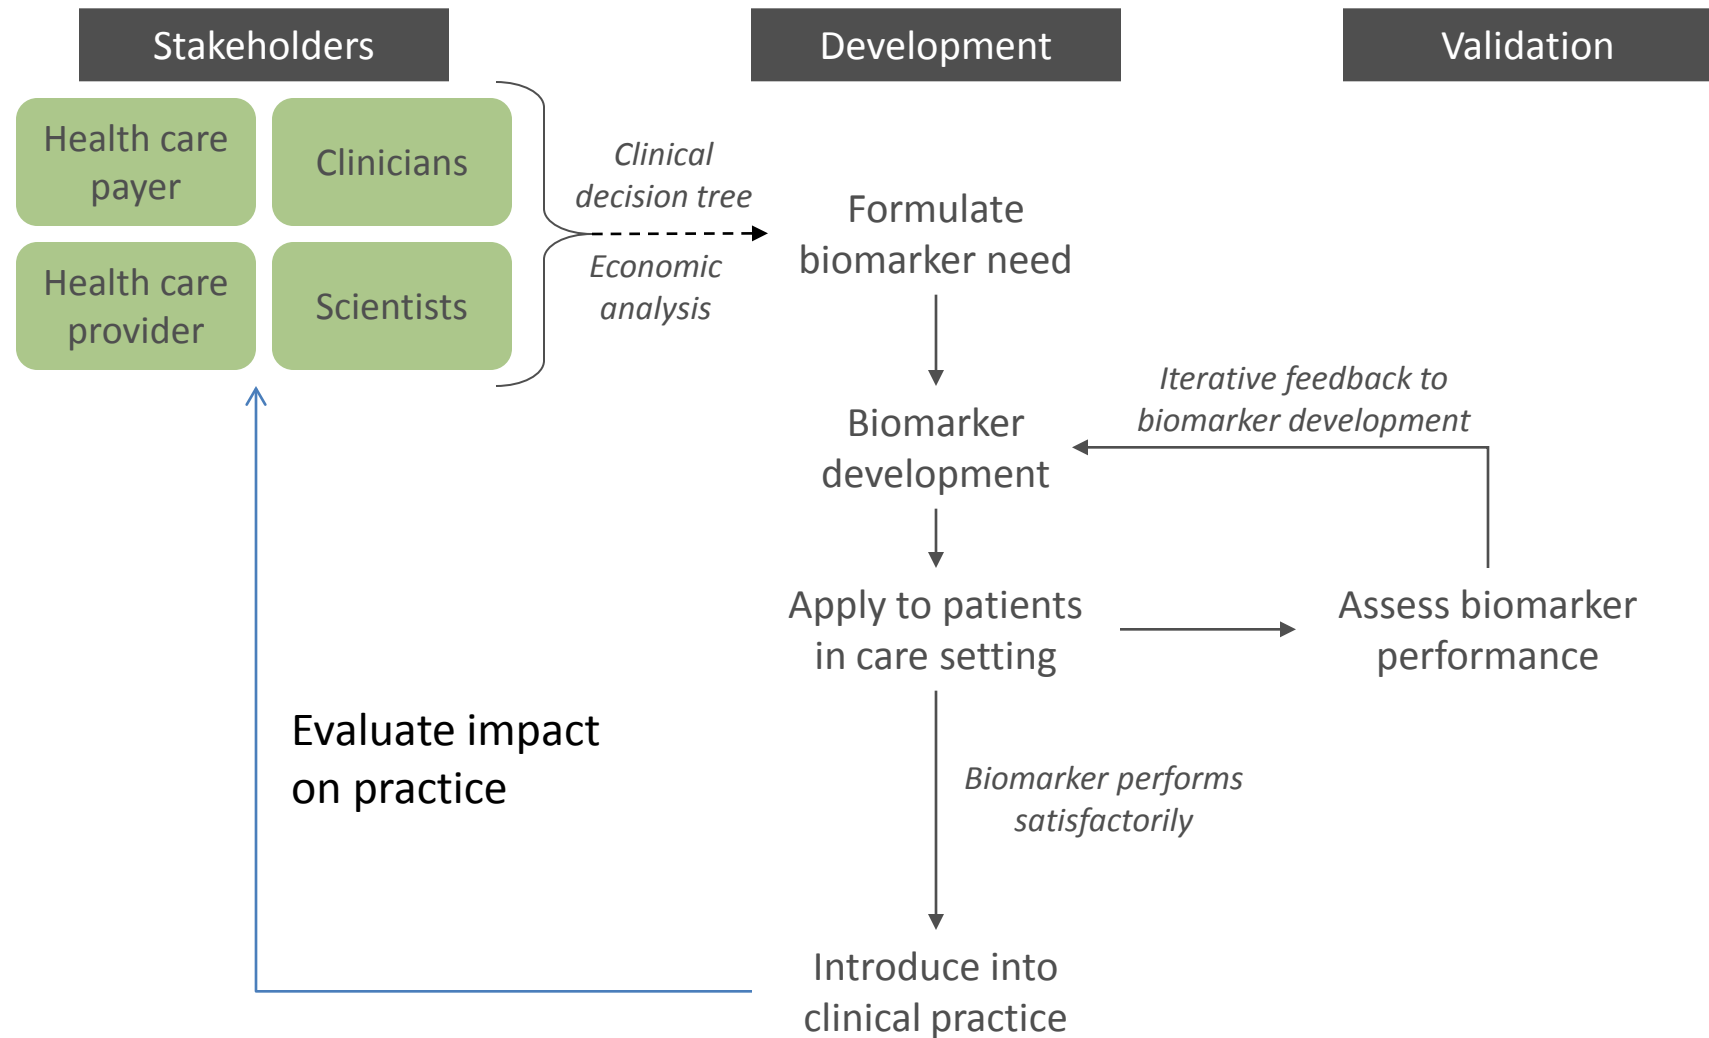 Stakeholders
Development
Validation
Health care
payer
Clinicians
Health care
provider
Scientists
Clinical
decision tree
Economic
analysis
Formulate
biomarker need
Iterative feedback to
biomarker development
Biomarker
development
Apply to patients
in care setting
Assess biomarker
performance
Evaluate impact
on practice
Biomarker performs
satisfactorily
Introduce into
clinical practice